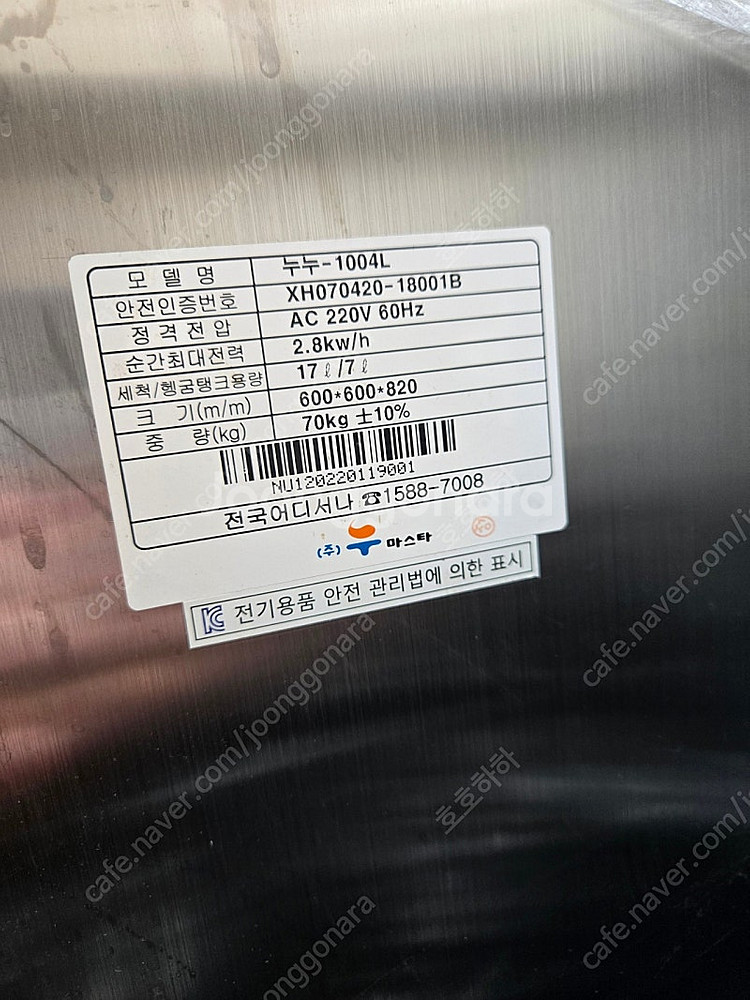 모 델 명 누누-1004L
안전인증번호 XH070420-18001B
정 격 전 압 AC 220V 60Hz
순간최대전력 2.8kw/h
세척/헹굼탱크용량 17ℓ/7ℓ
크 기(m/m) 600*600*820
중 량(kg) 70kg ±10%
NU120220119001
전국어디서나 ☎1588-7008
(주) 마스타
전기용품 안전 관리법에 의한 표시
joonggonara
cafe.naver.com/joonggonara
호호하하